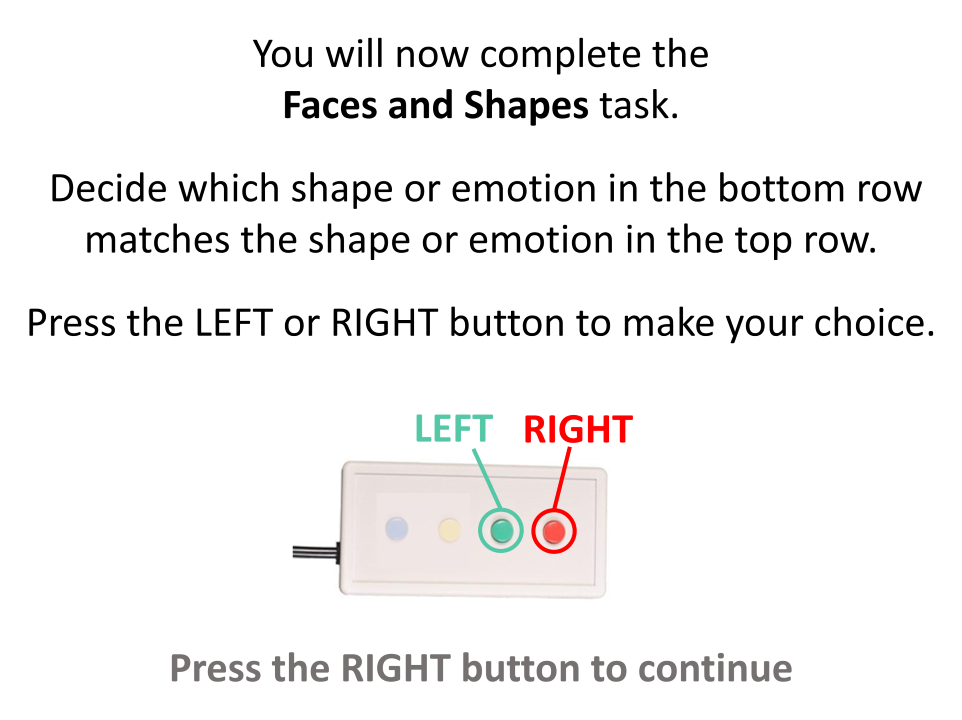 You will now complete the
Faces and Shapes task.
Decide which shape or emotion in the bottom row
matches the shape or emotion in the top row.
Press the LEFT or RIGHT button to make your choice.
LEFT RIGHT
Press the RIGHT button to continue